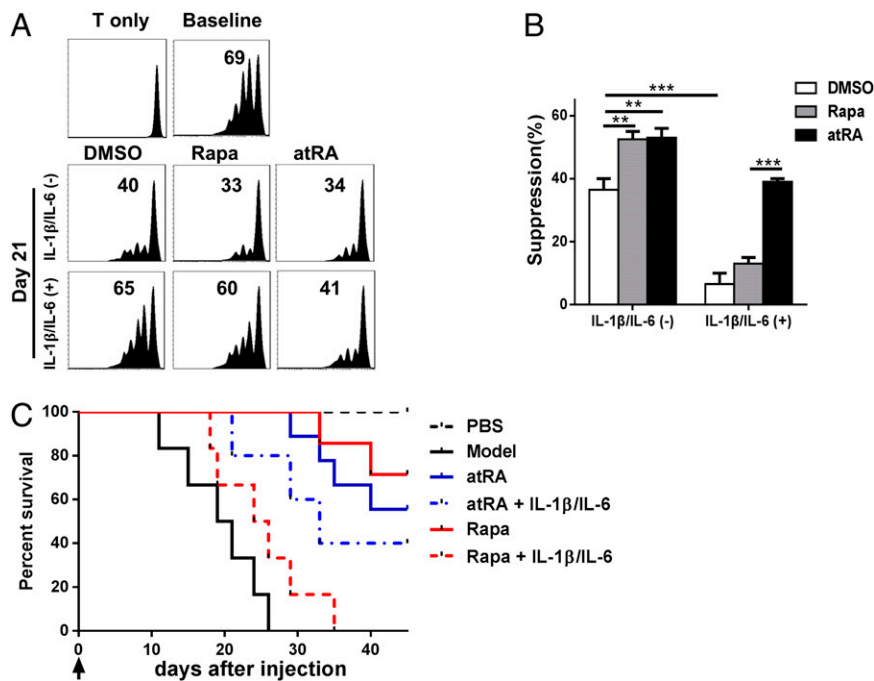 A
T only Baseline
69
DMSO Rapa atRA
Day 21
IL-1β/IL-6 (-)
40 33 34
IL-1β/IL-6 (+)
65 60 41
B
Suppression(%)
60
40
20
0
*** 
** 
** 
***
DMSO
Rapa
atRA
IL-1β/IL-6 (-) IL-1β/IL-6 (+)
C
Percent survival
100
80
60
40
20
0
0 10 20 30 40
days after injection
PBS
Model
atRA
atRA + IL-1β/IL-6
Rapa
Rapa + IL-1β/IL-6